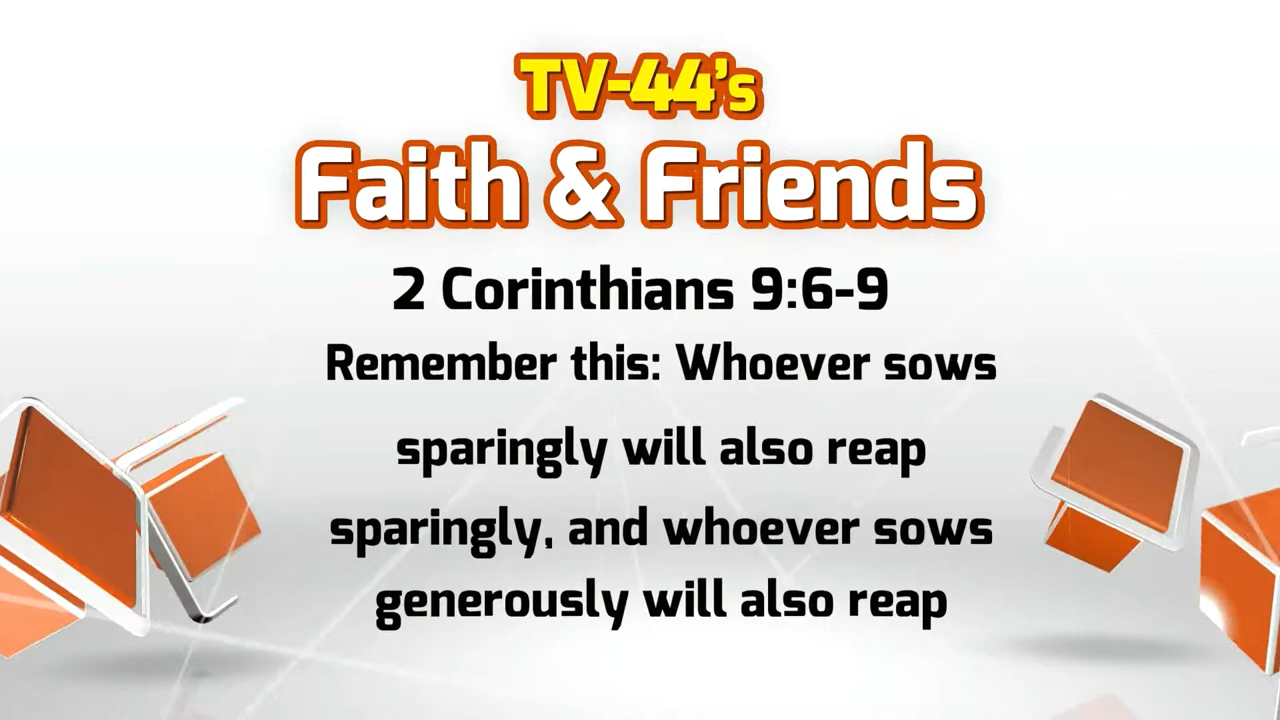 TV-44's
Faith & Friends
2 Corinthians 9:6-9
Remember this: Whoever sows
sparingly will also reap
sparingly, and whoever sows
generously will also reap